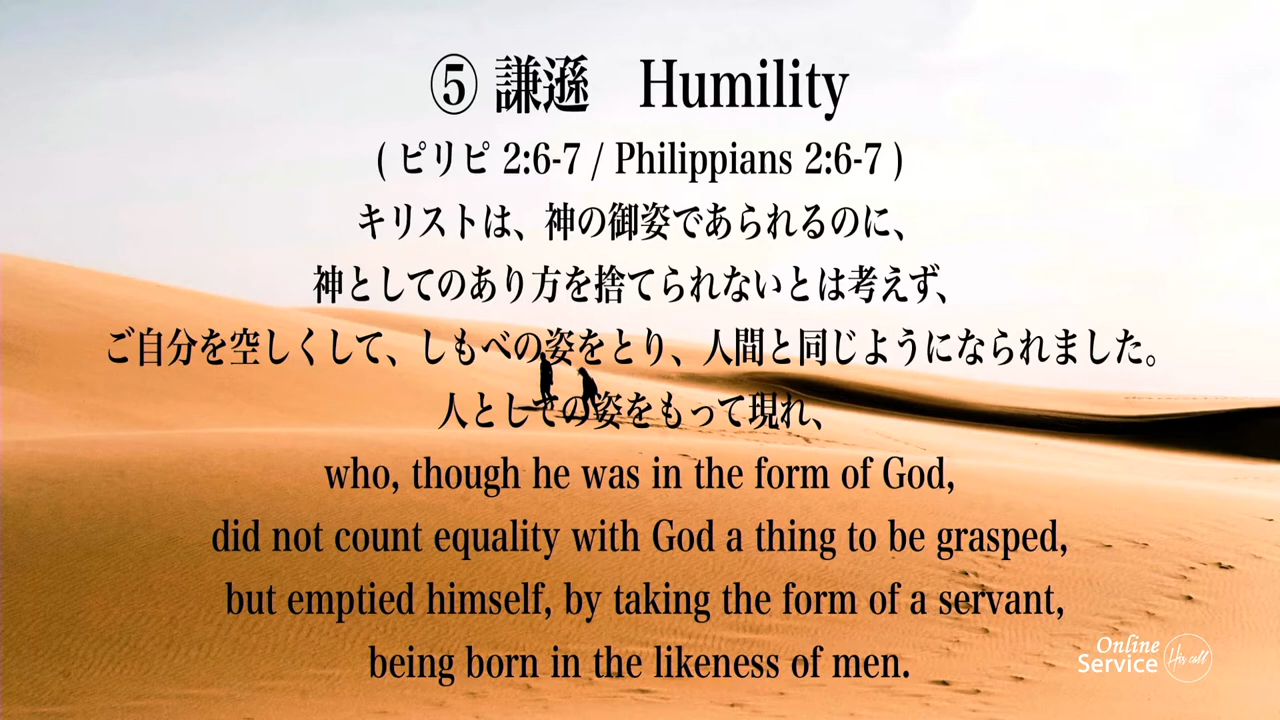 ⑤ 謙遜　Humility
( ピリピ 2:6-7 / Philippians 2:6-7 )
キリストは、神の御姿であられるのに、
神としてのあり方を捨てられないとは考えず、
ご自分を空しくして、しもべの姿をとり、人間と同じようになられました。
人としての姿をもって現れ、
who, though he was in the form of God,
did not count equality with God a thing to be grasped,
but emptied himself, by taking the form of a servant,
being born in the likeness of men.
Online
Service His call